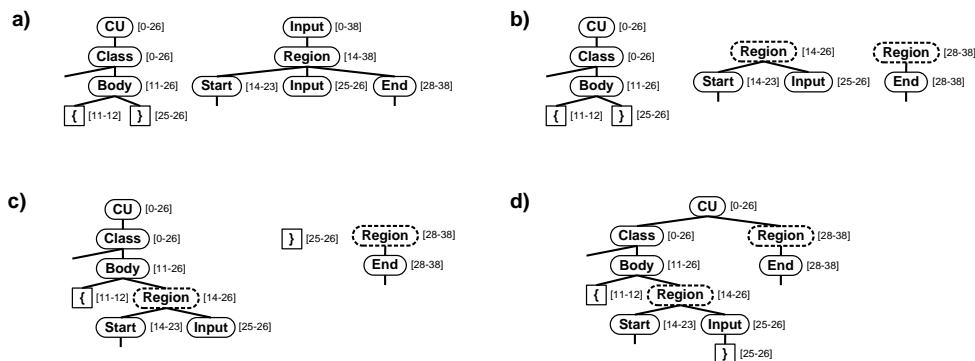 a)
CU [0-26]
Input [0-38]
Class [0-26]
Region [14-38]
Body [11-26]
Start [14-23]
Input [25-26]
End [28-38]
{ [11-12]
} [25-26]
b)
CU [0-26]
Class [0-26]
Region [14-26]
Region [28-38]
Body [11-26]
Start [14-23]
Input [25-26]
End [28-38]
{ [11-12]
} [25-26]
c)
CU [0-26]
Class [0-26]
} [25-26]
Region [28-38]
Body [11-26]
End [28-38]
{ [11-12]
Region [14-26]
Start [14-23]
Input [25-26]
d)
CU [0-26]
Class [0-26]
Region [28-38]
Body [11-26]
End [28-38]
{ [11-12]
Region [14-26]
Start [14-23]
Input [25-26]
} [25-26]